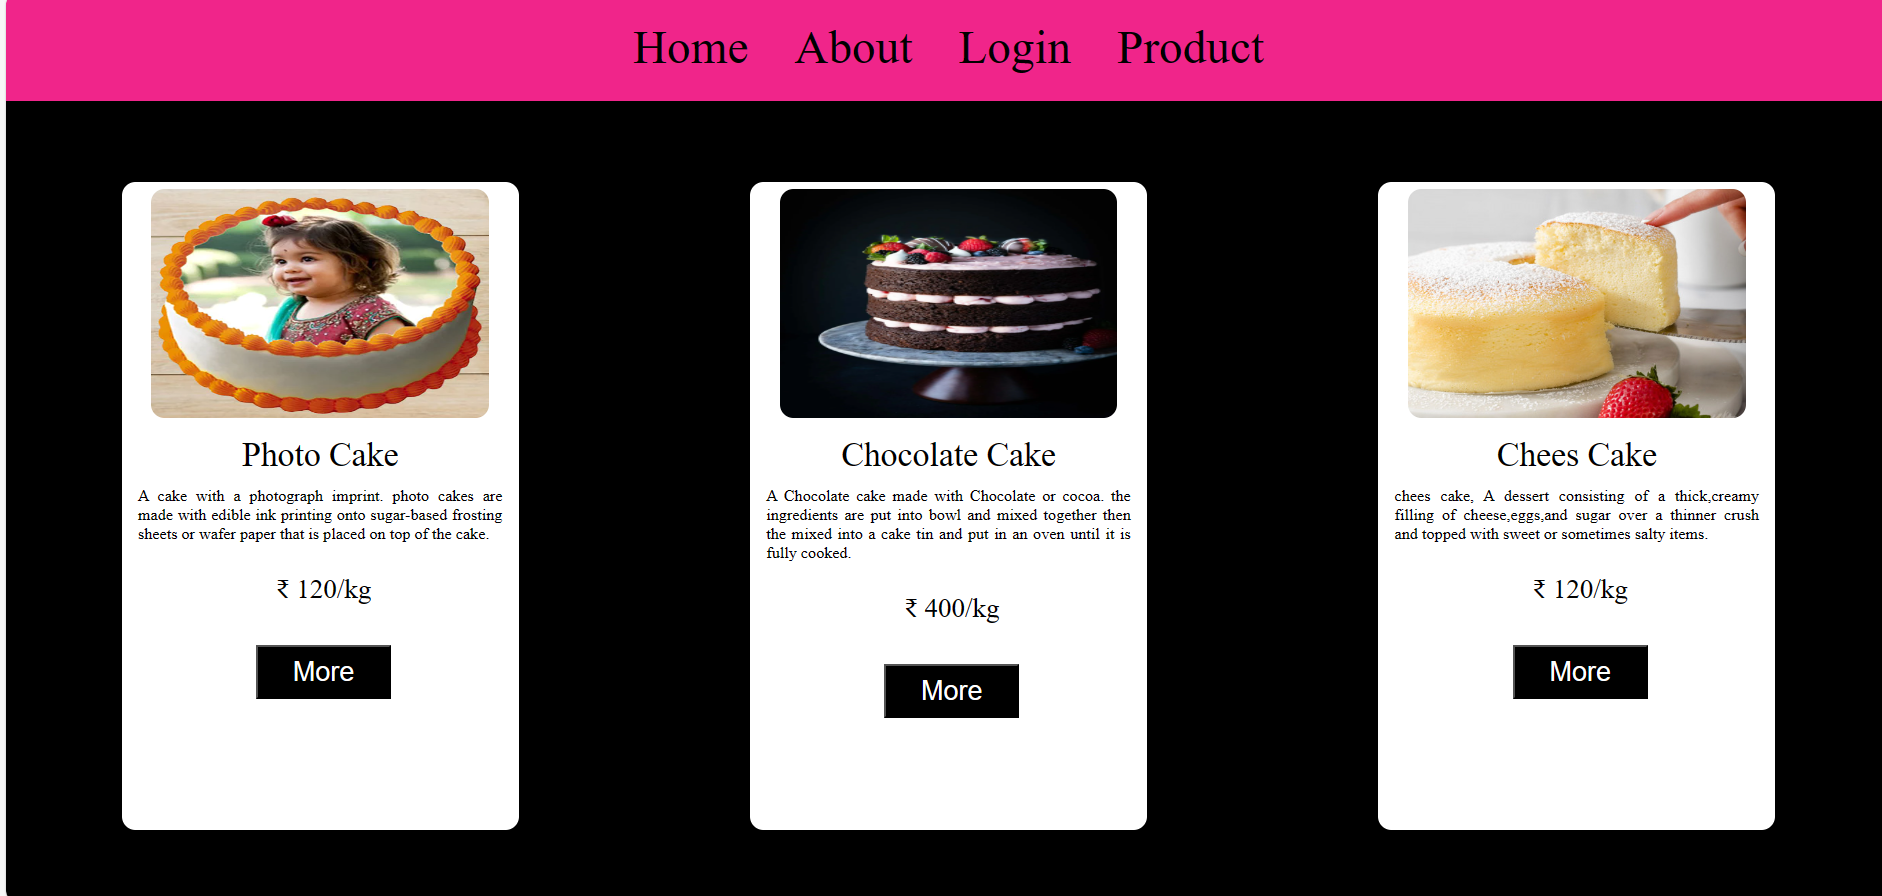 Home About Login Product
Photo Cake
A cake with a photograph imprint. photo cakes are
made with edible ink printing onto sugar-based frosting
sheets or wafer paper that is placed on top of the cake.
₹ 120/kg
More
Chocolate Cake
A Chocolate cake made with Chocolate or cocoa. the
ingredients are put into bowl and mixed together then
the mixed into a cake tin and put in an oven until it is
fully cooked.
₹ 400/kg
More
Chees Cake
chees cake, A dessert consisting of a thick,creamy
filling of cheese,eggs,and sugar over a thinner crush
and topped with sweet or sometimes salty items.
₹ 120/kg
More